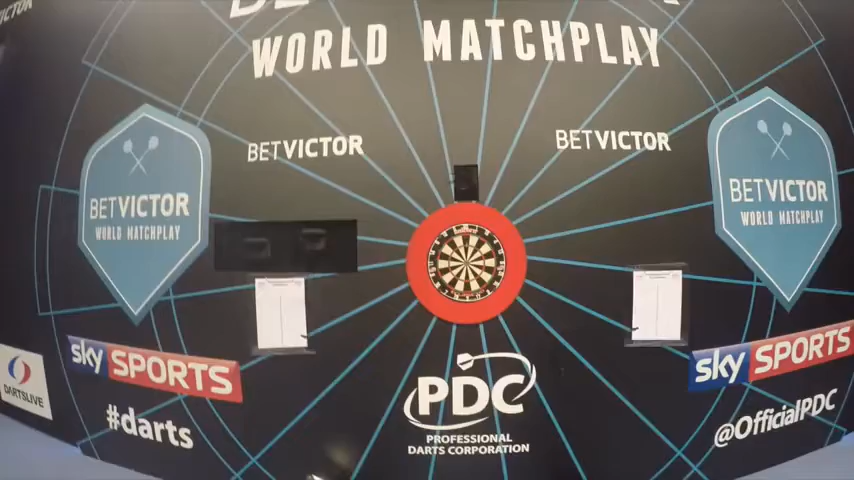 WORLD MATCHPLAY
BETVICTOR
BETVICTOR
BETVICTOR
WORLD MATCHPLAY
BETVICTOR
WORLD MATCHPLAY
sky SPORTS
sky SPORTS
DARTSLIVE
#darts
PDC
PROFESSIONAL
DARTS CORPORATION
@OfficialPDC